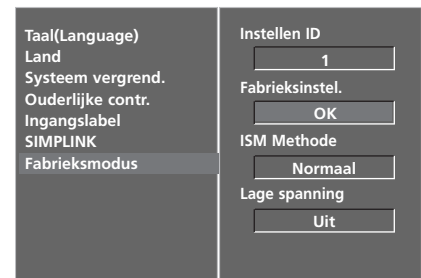 Taal(Language)
Land
Systeem vergrend.
Ouderlijke contr.
Ingangslabel
SIMPLINK
Fabrieksmodus
Instellen ID
1
Fabrieksinstel.
OK
ISM Methode
Normaal
Lage spanning
Uit